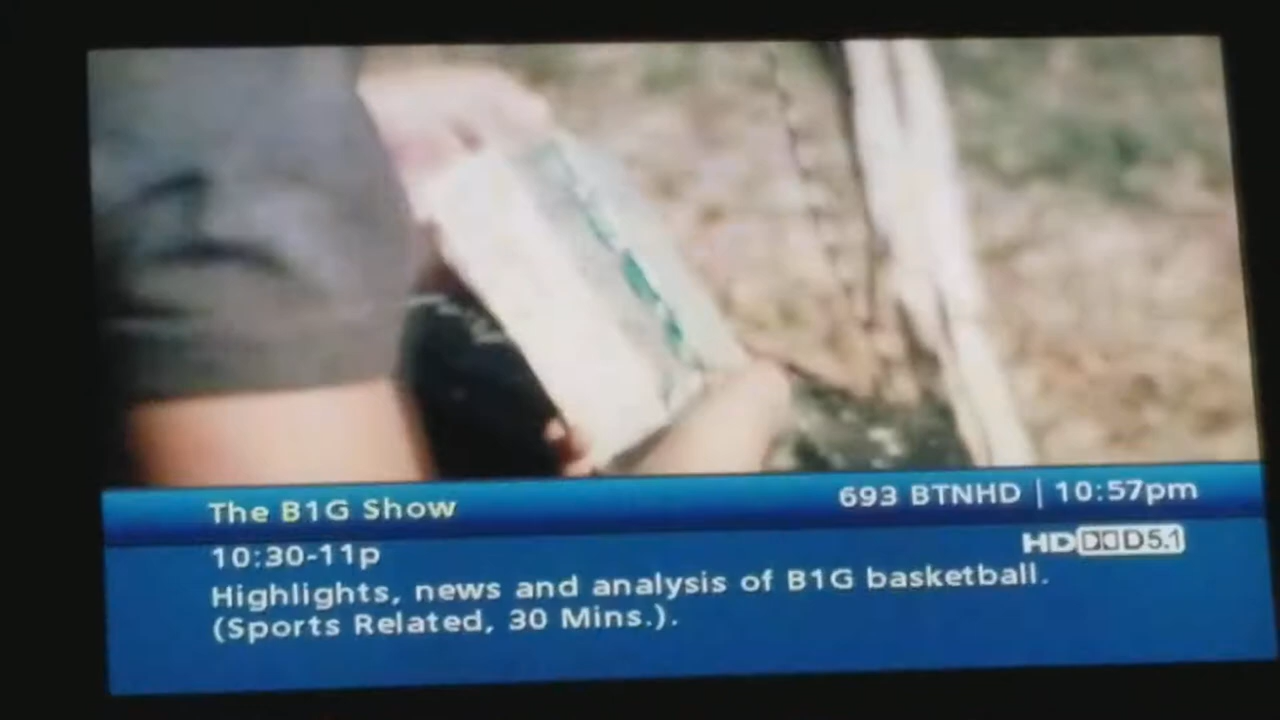 The B1G Show
693 BTNHD | 10:57pm
10:30-11p
HD DD D5.1
Highlights, news and analysis of B1G basketball.
(Sports Related, 30 Mins.).